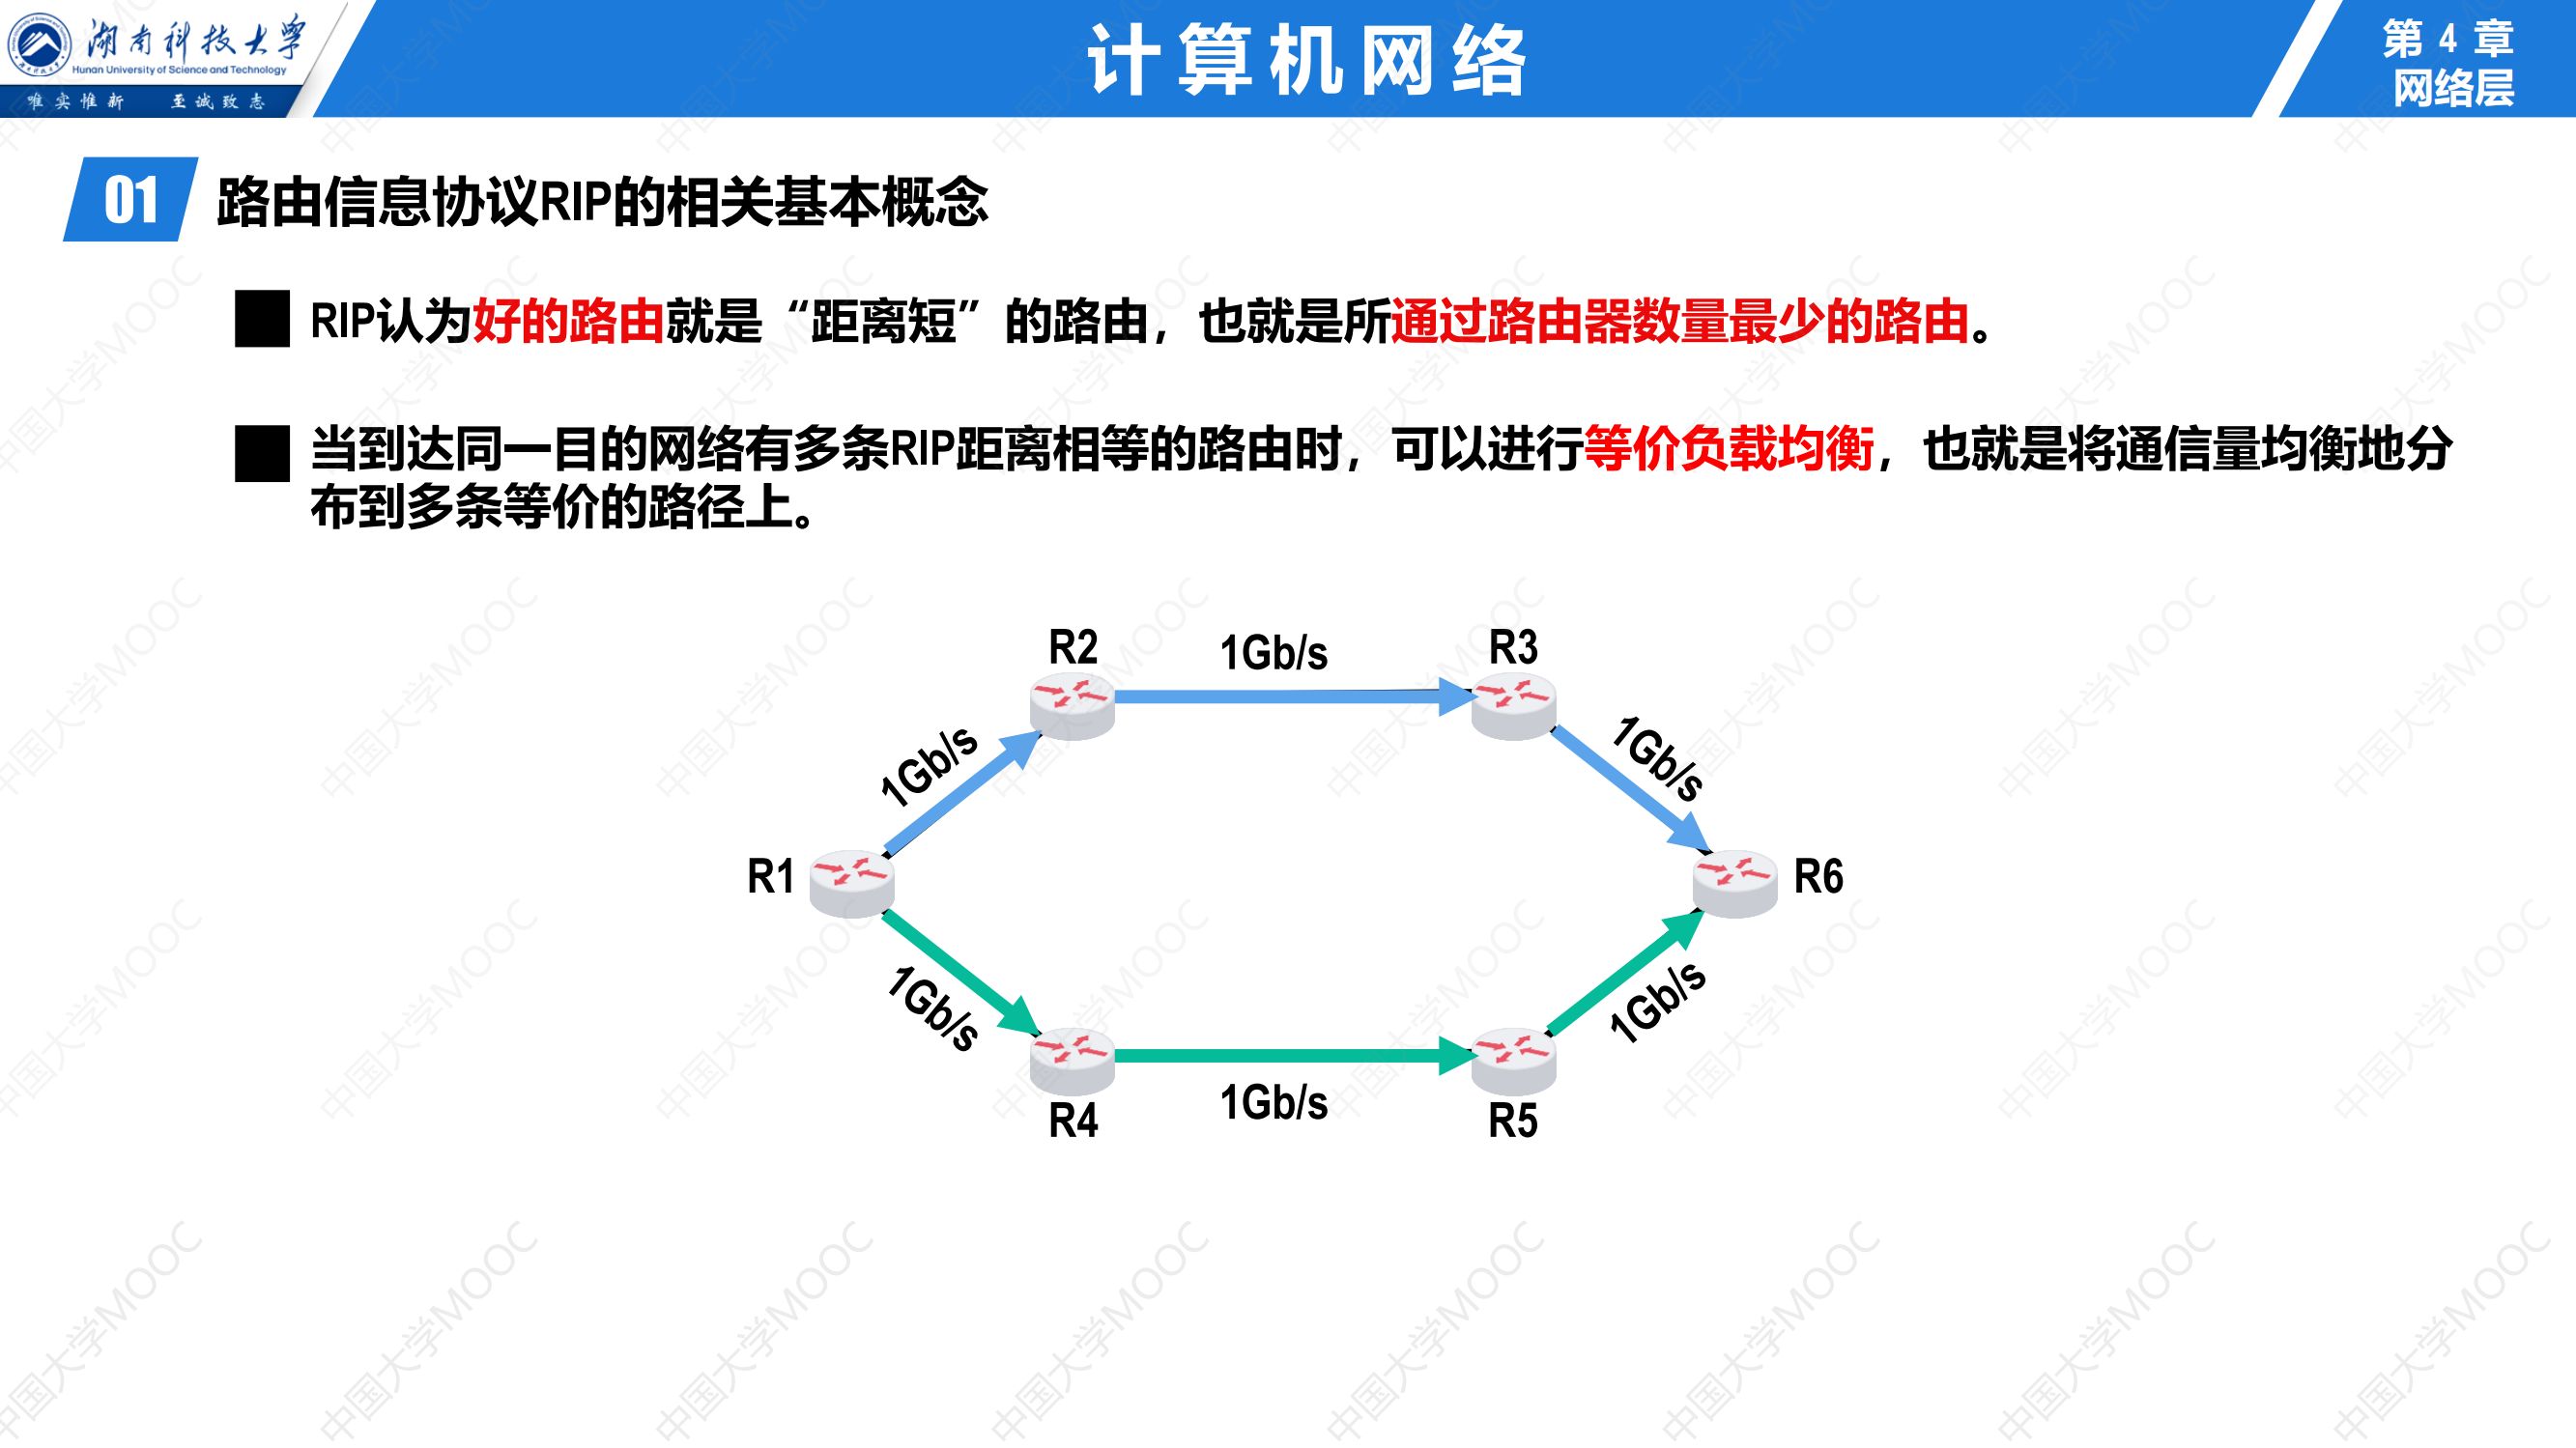 湖南科技大学
Hunan University of Science and Technology
唯实惟新 至诚致志
计算机网络
第 4 章
网络层
01 路由信息协议RIP的相关基本概念
RIP认为好的路由就是“距离短”的路由，也就是所通过路由器数量最少的路由。
当到达同一目的网络有多条RIP距离相等的路由时，可以进行等价负载均衡，也就是将通信量均衡地分
布到多条等价的路径上。
R2
1Gb/s
R3
1Gb/s
1Gb/s
R1
R6
1Gb/s
1Gb/s
R4
1Gb/s
R5
中国大学MOOC